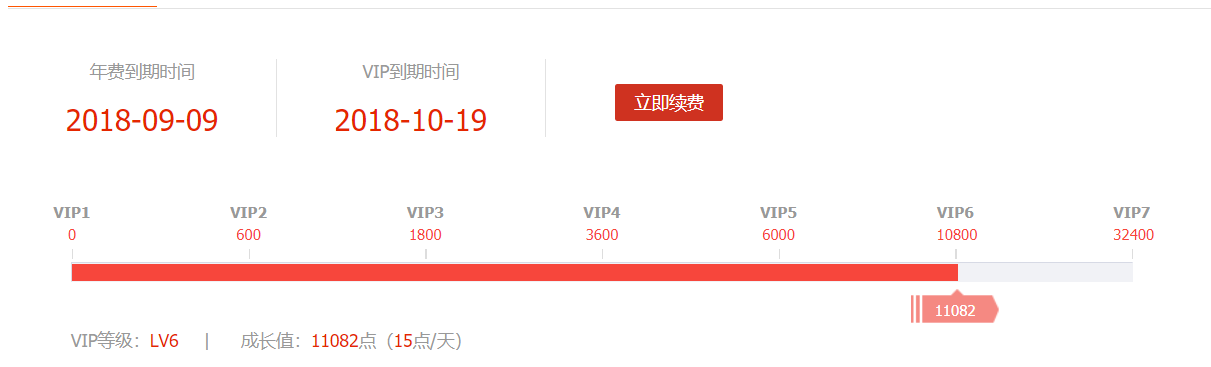 年费到期时间 VIP到期时间
2018-09-09 2018-10-19 立即续费
VIP1 VIP2 VIP3 VIP4 VIP5 VIP6 VIP7
0 600 1800 3600 6000 10800 32400
11082
VIP等级：LV6 | 成长值：11082点（15点/天）